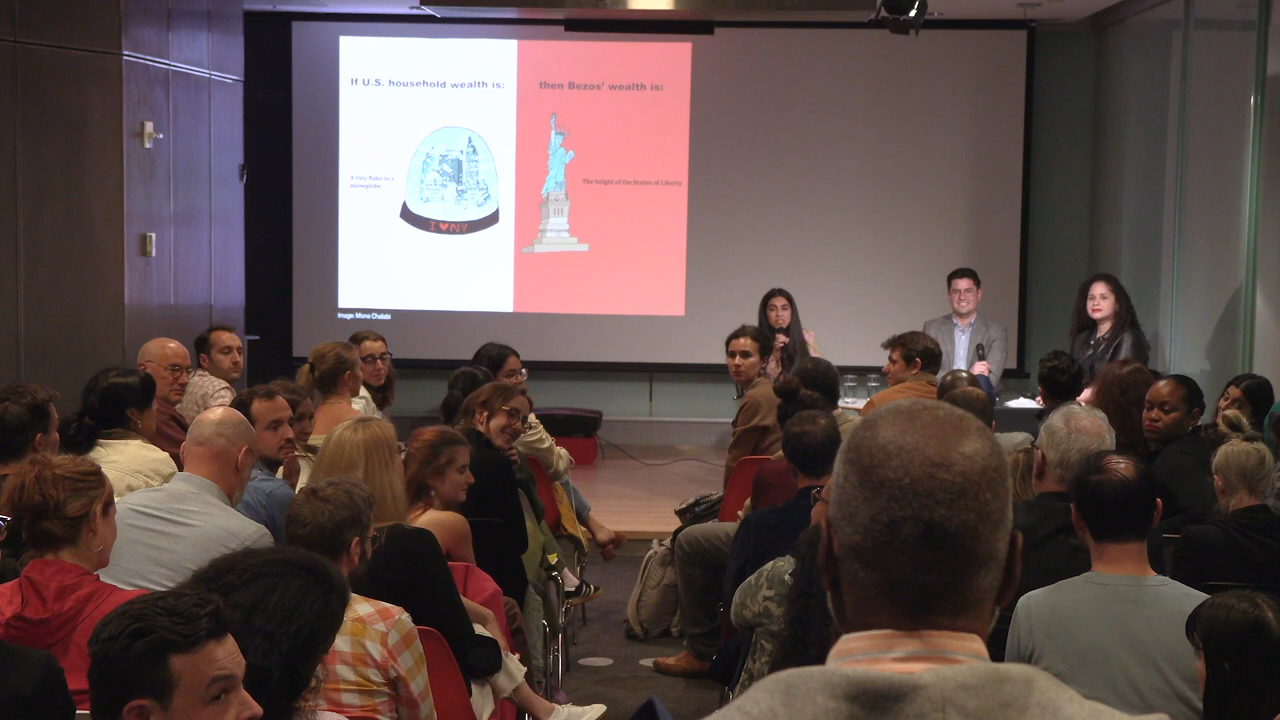 If U.S. household wealth is:
then Bezos' wealth is:
A tiny flake in a
snowglobe
I ♥ NY
The height of the Statue of Liberty
Image: Mona Chalabi